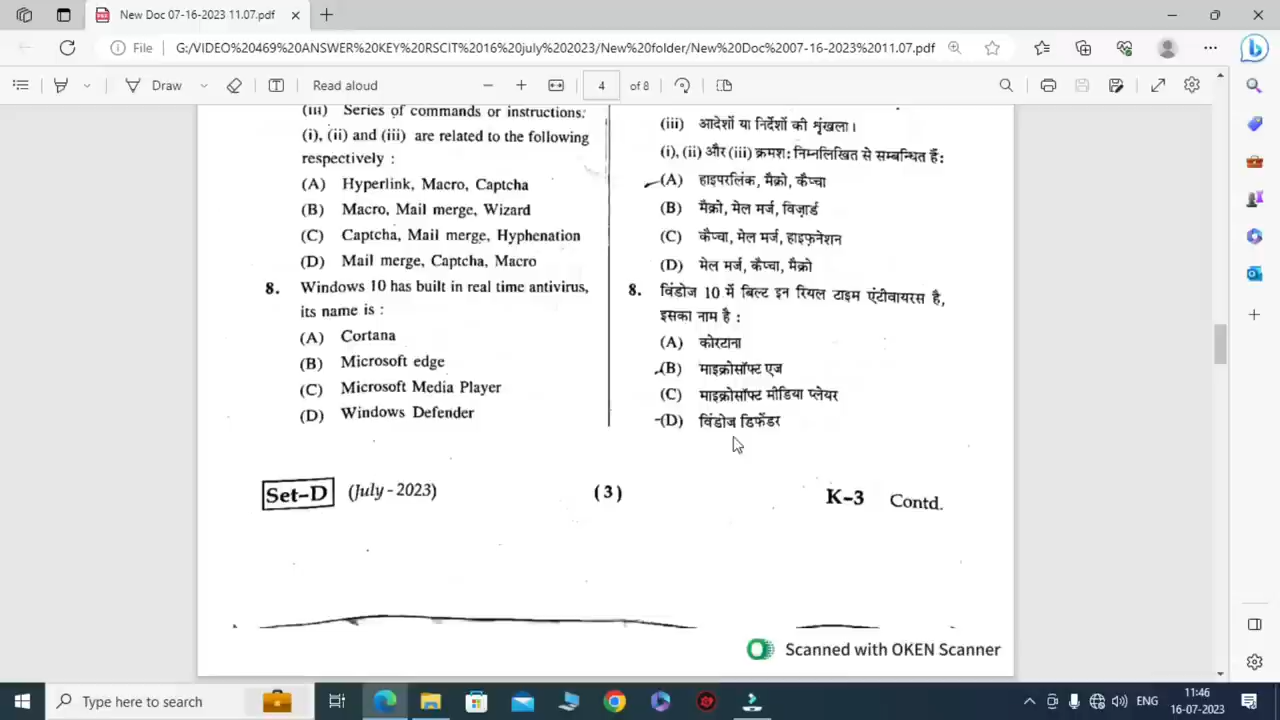 New Doc 07-16-2023 11.07.pdf
File
G:/VIDEO%20469%20ANSWER%20KEY%20RSCIT%2016%20july%202023/New%20folder/New%20Doc%2007-16-2023%2011.07.pdf
Draw
Read aloud
4
of 8
(iii) Series of commands or instructions.
(i), (ii) and (iii) are related to the following
respectively :
(A) Hyperlink, Macro, Captcha
(B) Macro, Mail merge, Wizard
(C) Captcha, Mail merge, Hyphenation
(D) Mail merge, Captcha, Macro
8. Windows 10 has built in real time antivirus,
its name is :
(A) Cortana
(B) Microsoft edge
(C) Microsoft Media Player
(D) Windows Defender
(iii) आदेशों या निर्देशों की शृंखला।
(i), (ii) और (iii) क्रमश: निम्नलिखित से सम्बन्धित हैं:
(A) हाइपरलिंक, मैक्रो, कैप्चा
(B) मैक्रो, मेल मर्ज, विज़ार्ड
(C) कैप्चा, मेल मर्ज, हाइफ़नेशन
(D) मेल मर्ज, कैप्चा, मैक्रो
8. विंडोज 10 में बिल्ट इन रियल टाइम एंटीवायरस है,
इसका नाम है :
(A) कोरटाना
(B) माइक्रोसॉफ्ट एज
(C) माइक्रोसॉफ्ट मीडिया प्लेयर
(D) विंडोज डिफेंडर
Set-D (July - 2023)
(3)
K-3 Contd.
Scanned with OKEN Scanner
Type here to search
ENG
11:46
16-07-2023